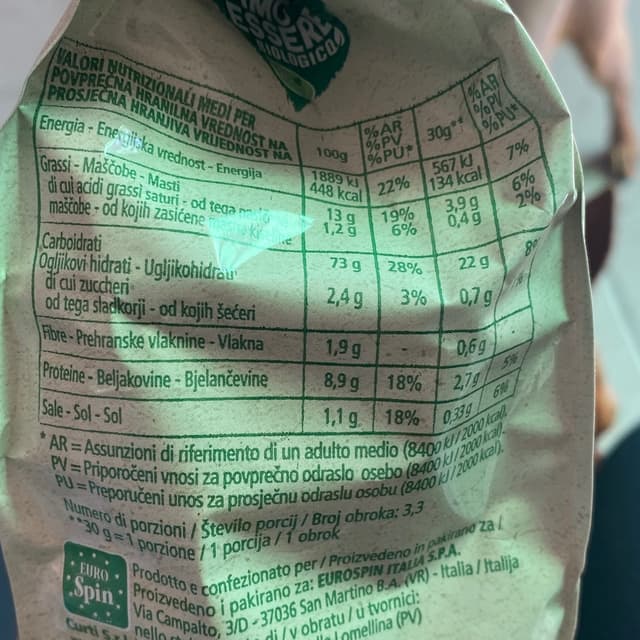 ESSERE
BIOLOGICO
VALORI NUTRIZIONALI MEDI PER
POVPREČNA HRANILNA VREDNOST NA
PROSJEČNA HRANJIVA VRIJEDNOST NA
100g
%AR
%PV
%PU*
30g**
%AR
%PV
%PU*
Energia - Energijska vrednost - Energija
1889 kJ
448 kcal
22%
567 kJ
134 kcal
7%
Grassi - Maščobe - Masti
13 g 19% 3,9 g 6%
di cui acidi grassi saturi - od tega
maščobe - od kojih zasićene
1,2 g 6% 0,4 g 2%
Carboidrati
Ogljikovi hidrati - Ugljikohidrati
73 g 28% 22 g
di cui zuccheri
od tega sladkorji - od kojih šećeri
2,4 g 3% 0,7 g
Fibre - Prehranske vlaknine - Vlakna
1,9 g - 0,6 g
Proteine - Beljakovine - Bjelančevine
8,9 g 18% 2,7 g 5%
Sale - Sol - Sol
1,1 g 18% 0,33 g 6%
* AR = Assunzioni di riferimento di un adulto medio (8400 kJ / 2000 kcal).
PV = Priporočeni vnosi za povprečno odraslo osebo (8400 kJ / 2000 kcal).
PU = Preporučeni unos za prosječnu odraslu osobu (8400 kJ / 2000 kcal).
Numero di porzioni / Število porcij / Broj obroka: 3,3
**30 g = 1 porzione / 1 porcija / 1 obrok
EURO
Spin
Prodotto e confezionato per / Proizvedeno in pakirano za /
Proizvedeno i pakirano za: EUROSPIN ITALIA S.P.A.
Via Campalto, 3/D - 37036 San Martino B.A. (VR) - Italia / Italija
nello di / v obratu / u tvornici:
Curti Lomellina (PV)